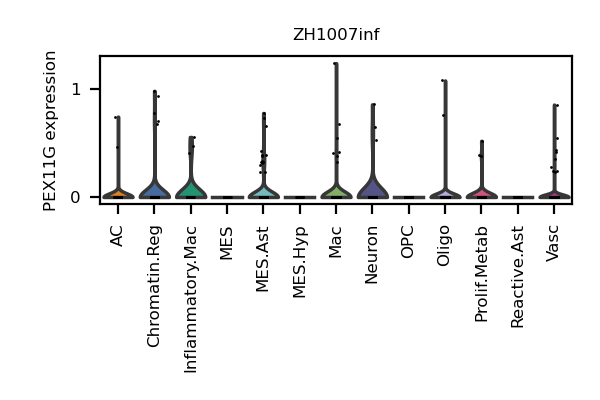 ZH1007inf
PEX11G expression
1
0
AC
Chromatin.Reg
Inflammatory.Mac
MES
MES.Ast
MES.Hyp
Mac
Neuron
OPC
Oligo
Prolif.Metab
Reactive.Ast
Vasc